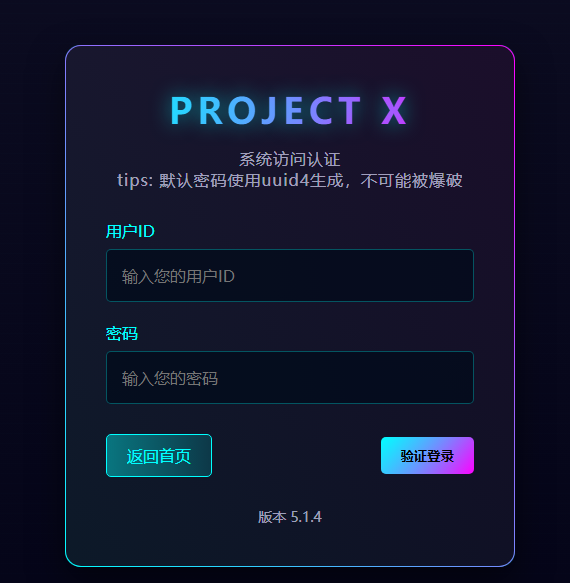 PROJECT X
系统访问认证
tips: 默认密码使用uuid4生成，不可能被爆破
用户ID
输入您的用户ID
密码
输入您的密码
返回首页
验证登录
版本 5.1.4